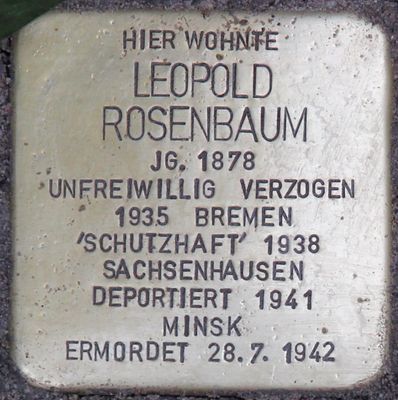 HIER WOHNTE
LEOPOLD
ROSENBAUM
JG. 1878
UNFREIWILLIG VERZOGEN
1935 BREMEN
'SCHUTZHAFT' 1938
SACHSENHAUSEN
DEPORTIERT 1941
MINSK
ERMORDET 28.7. 1942